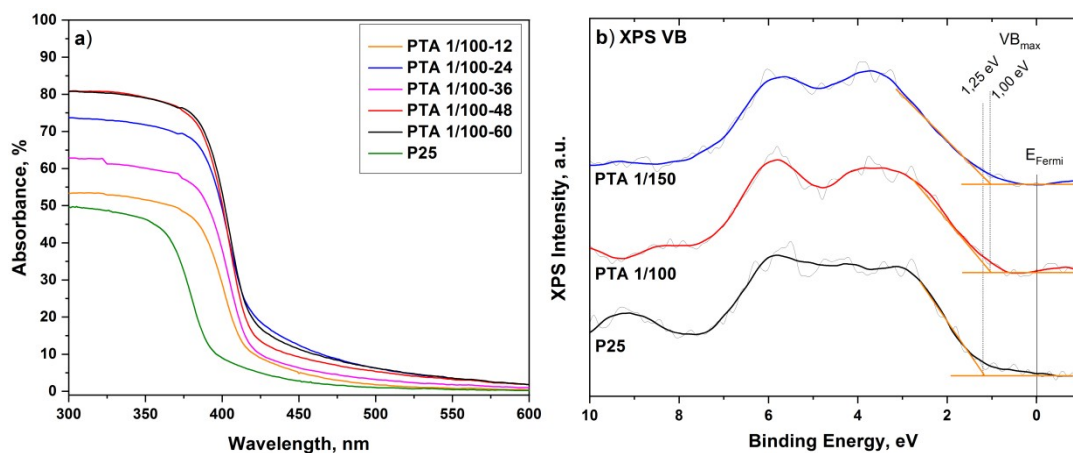 a)
PTA 1/100-12
PTA 1/100-24
PTA 1/100-36
PTA 1/100-48
PTA 1/100-60
P25
Absorbance, %
100
90
80
70
60
50
40
30
20
10
0
300 350 400 450 500 550 600
Wavelength, nm
b) XPS VB
VBmax
1,25 eV
1,00 eV
EFermi
PTA 1/150
PTA 1/100
P25
XPS Intensity, a.u.
10 8 6 4 2 0
Binding Energy, eV